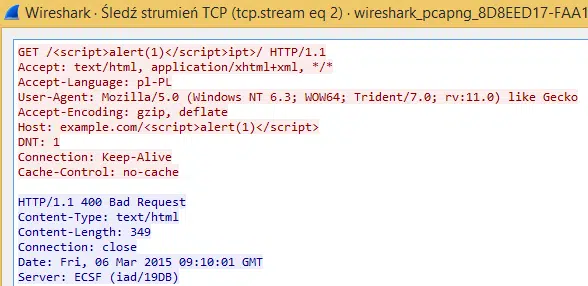 Wireshark · Śledź strumień TCP (tcp.stream eq 2) · wireshark_pcapng_8D8EED17-FAA1
GET /<script>alert(1)</script>ipt>/ HTTP/1.1
Accept: text/html, application/xhtml+xml, */*
Accept-Language: pl-PL
User-Agent: Mozilla/5.0 (Windows NT 6.3; WOW64; Trident/7.0; rv:11.0) like Gecko
Accept-Encoding: gzip, deflate
Host: example.com/<script>alert(1)</script>
DNT: 1
Connection: Keep-Alive
Cache-Control: no-cache
HTTP/1.1 400 Bad Request
Content-Type: text/html
Content-Length: 349
Connection: close
Date: Fri, 06 Mar 2015 09:10:01 GMT
Server: ECSF (iad/19DB)